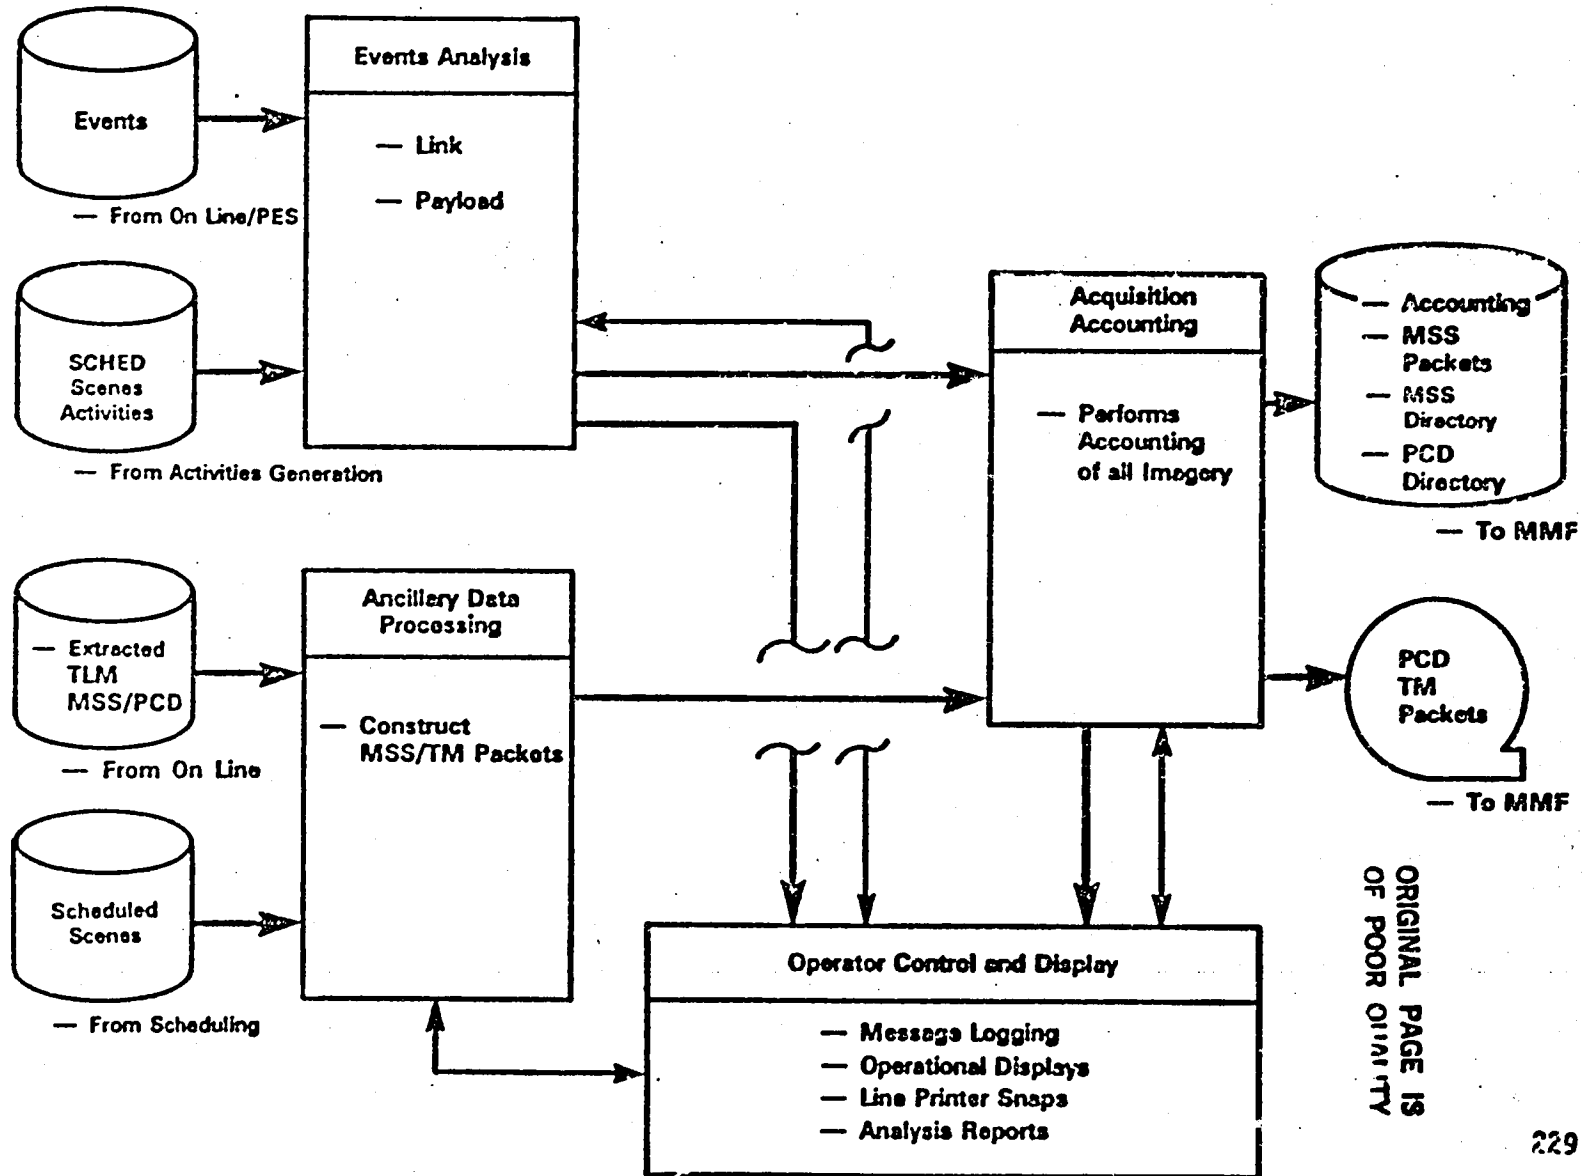 Events
— From On Line/PES
Events Analysis
— Link
— Payload
SCHED
Scenes
Activities
— From Activities Generation
Acquisition
Accounting
— Performs
Accounting
of all Imagery
— Accounting
— MSS
Packets
— MSS
Directory
— PCD
Directory
— To MMF
— Extracted
TLM
MSS/PCD
— From On Line
Ancillary Data
Processing
— Construct
MSS/TM Packets
PCD
TM
Packets
— To MMF
Scheduled
Scenes
— From Scheduling
Operator Control and Display
— Message Logging
— Operational Displays
— Line Printer Snaps
— Analysis Reports
ORIGINAL PAGE IS
OF POOR QUALITY
229